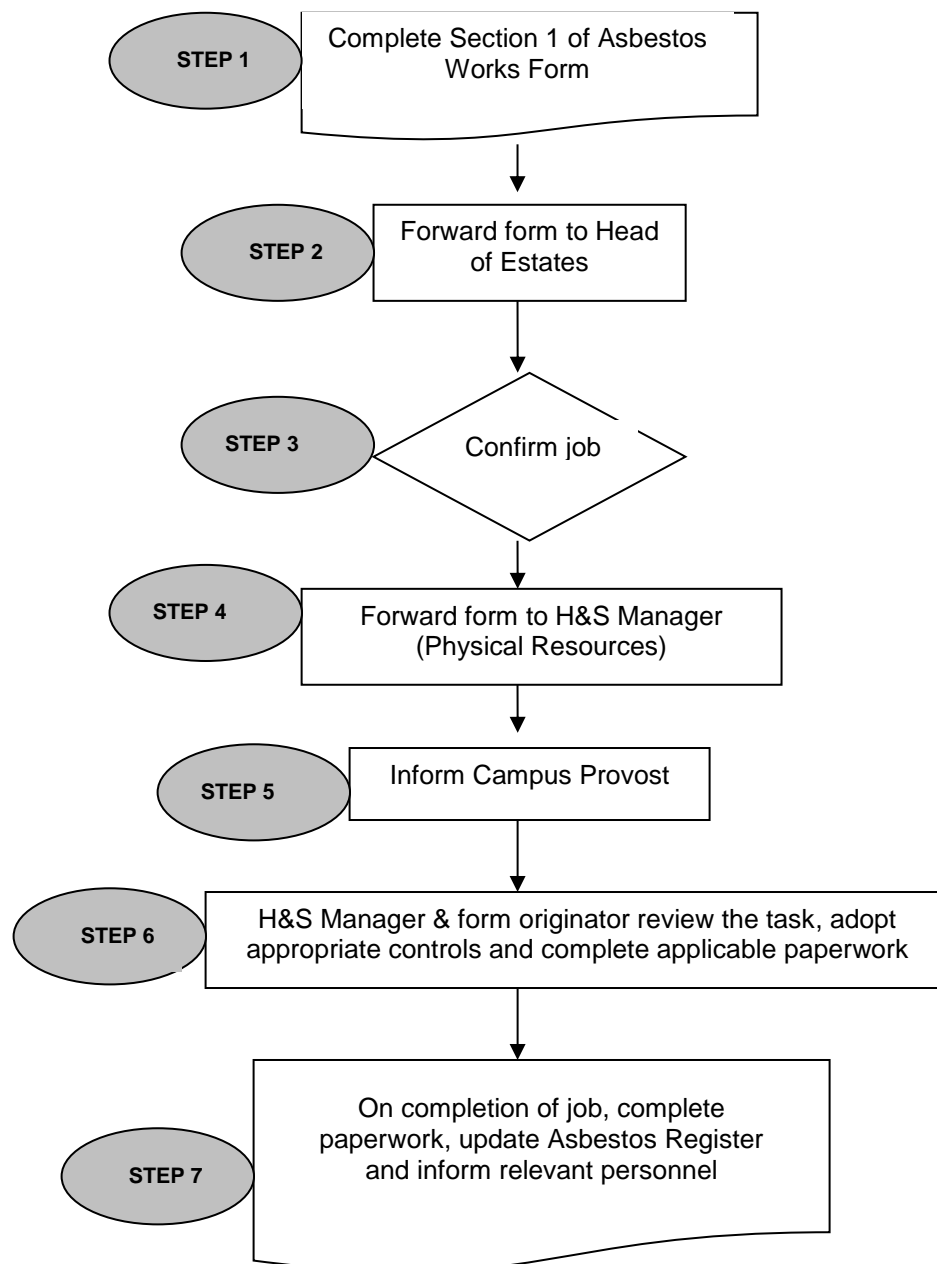 STEP 1
Complete Section 1 of Asbestos
Works Form
STEP 2
Forward form to Head
of Estates
STEP 3
Confirm job
STEP 4
Forward form to H&S Manager
(Physical Resources)
STEP 5
Inform Campus Provost
STEP 6
H&S Manager & form originator review the task, adopt
appropriate controls and complete applicable paperwork
STEP 7
On completion of job, complete
paperwork, update Asbestos Register
and inform relevant personnel